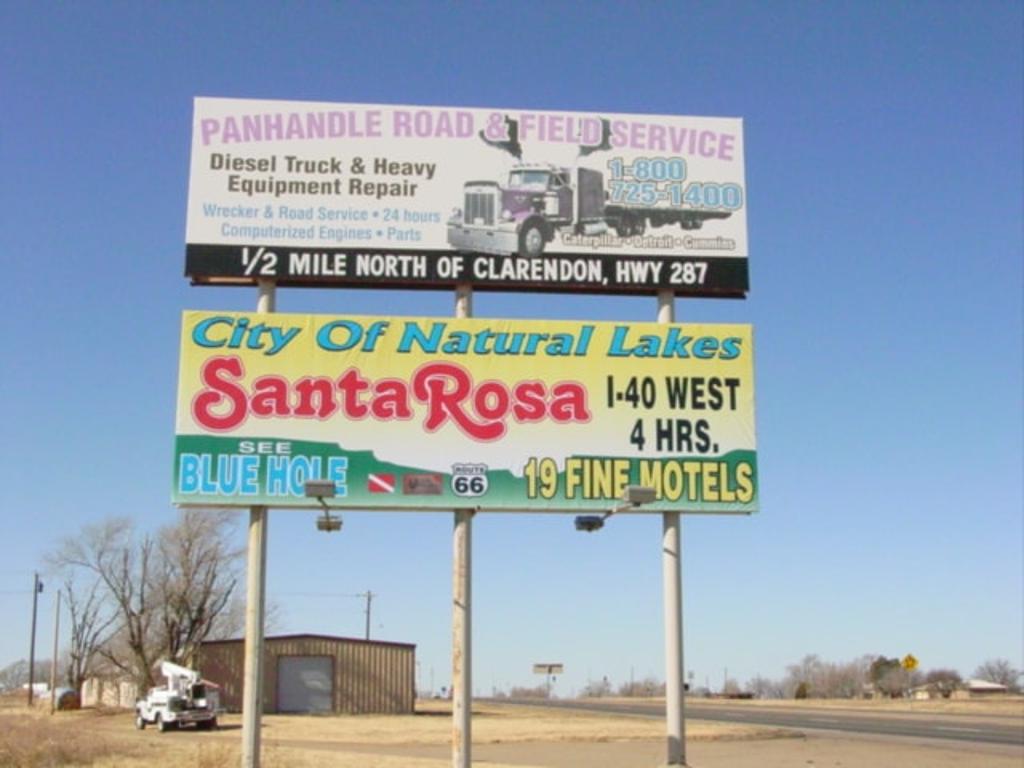 PANHANDLE ROAD & FIELD SERVICE
Diesel Truck & Heavy
Equipment Repair
1-800
725-1400
Wrecker & Road Service • 24 hours
Computerized Engines • Parts
Caterpillar • Detroit • Cummins
1/2 MILE NORTH OF CLARENDON, HWY 287
City Of Natural Lakes
Santa Rosa
I-40 WEST
4 HRS.
SEE
BLUE HOLE
ROUTE
66
19 FINE MOTELS